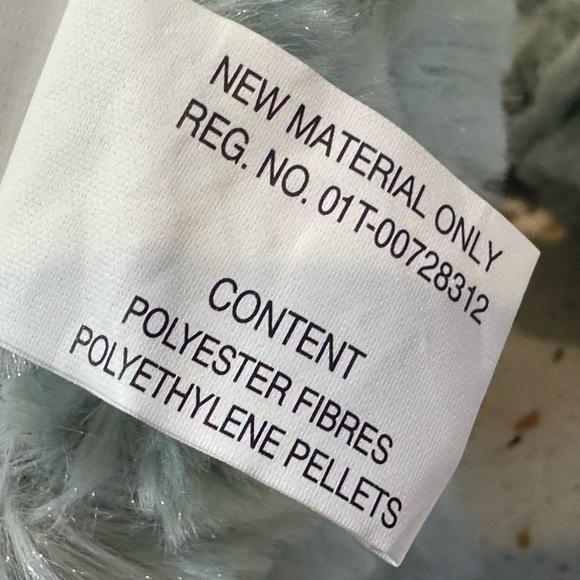 NEW MATERIAL ONLY
REG. NO. 01T-00728312
CONTENT
POLYESTER FIBRES
POLYETHYLENE PELLETS